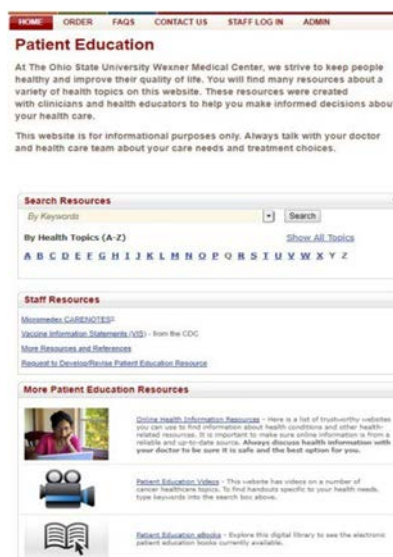 HOME ORDER FAQS CONTACT US STAFF LOG IN ADMIN
Patient Education
At The Ohio State University Wexner Medical Center, we strive to keep people
healthy and improve their quality of life. You will find many resources about a
variety of health topics on this website. These resources were created
with clinicians and health educators to help you make informed decisions about
your health care.
This website is for informational purposes only. Always talk with your doctor
and health care team about your care needs and treatment choices.
Search Resources
By Keywords Search
By Health Topics (A-Z) Show All Topics
A B C D E F G H I J K L M N O P Q R S T U V W X Y Z
Staff Resources
Micromedex CARENOTES
Vaccine Information Statements (VIS) - from the CDC
More Resources and References
Request to Develop/Revise Patient Education Resource
More Patient Education Resources
Online Health Information Resources - Here is a list of trustworthy websites
you can use to find information about health conditions and other health-
related resources. It is important to make sure online information is from a
reliable and up-to-date source. Always discuss health information with
your doctor to be sure it is safe and the best option for you.
Patient Education Videos - This website has videos on a number of
cancer healthcare topics. To find handouts specific to your health needs,
type keywords into the search box above.
Patient Education eBooks - Explore this digital library to see the electronic
patient education books currently available.